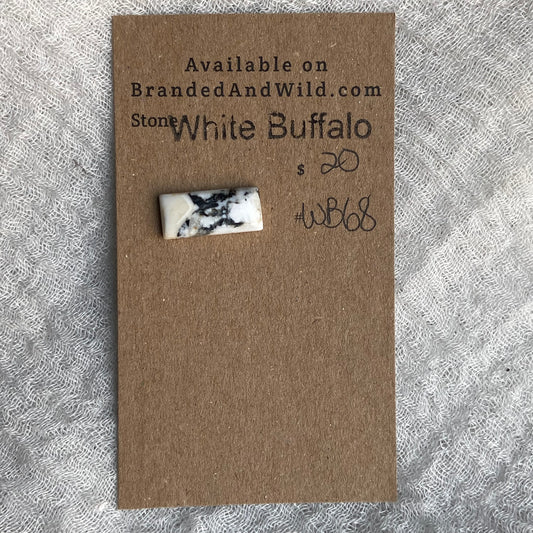 Available on
BrandedAndWild.com
Stone White Buffalo
$ 20
#WB68